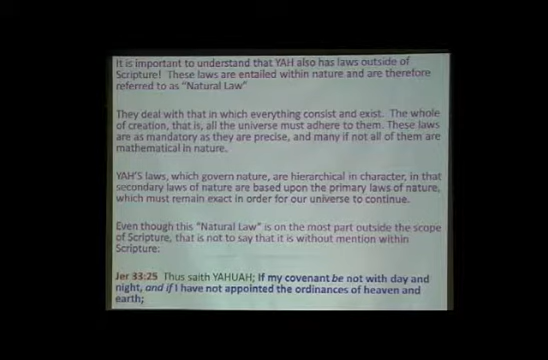 It is important to understand that YAH also has laws outside of
Scripture! These laws are entailed within nature and are therefore
referred to as "Natural Law"
They deal with that in which everything consist and exist. The whole
of creation, that is, all the universe must adhere to them. These laws
are as mandatory as they are precise, and many if not all of them are
mathematical in nature.
YAH'S laws, which govern nature, are hierarchical in character, in that
secondary laws of nature are based upon the primary laws of nature,
which must remain exact in order for our universe to continue.
Even though this "Natural Law" is on the most part outside the scope
of Scripture, that is not to say that it is without mention within
Scripture:
Jer 33:25 Thus saith YAHUAH; If my covenant be not with day and
night, and if I have not appointed the ordinances of heaven and
earth;